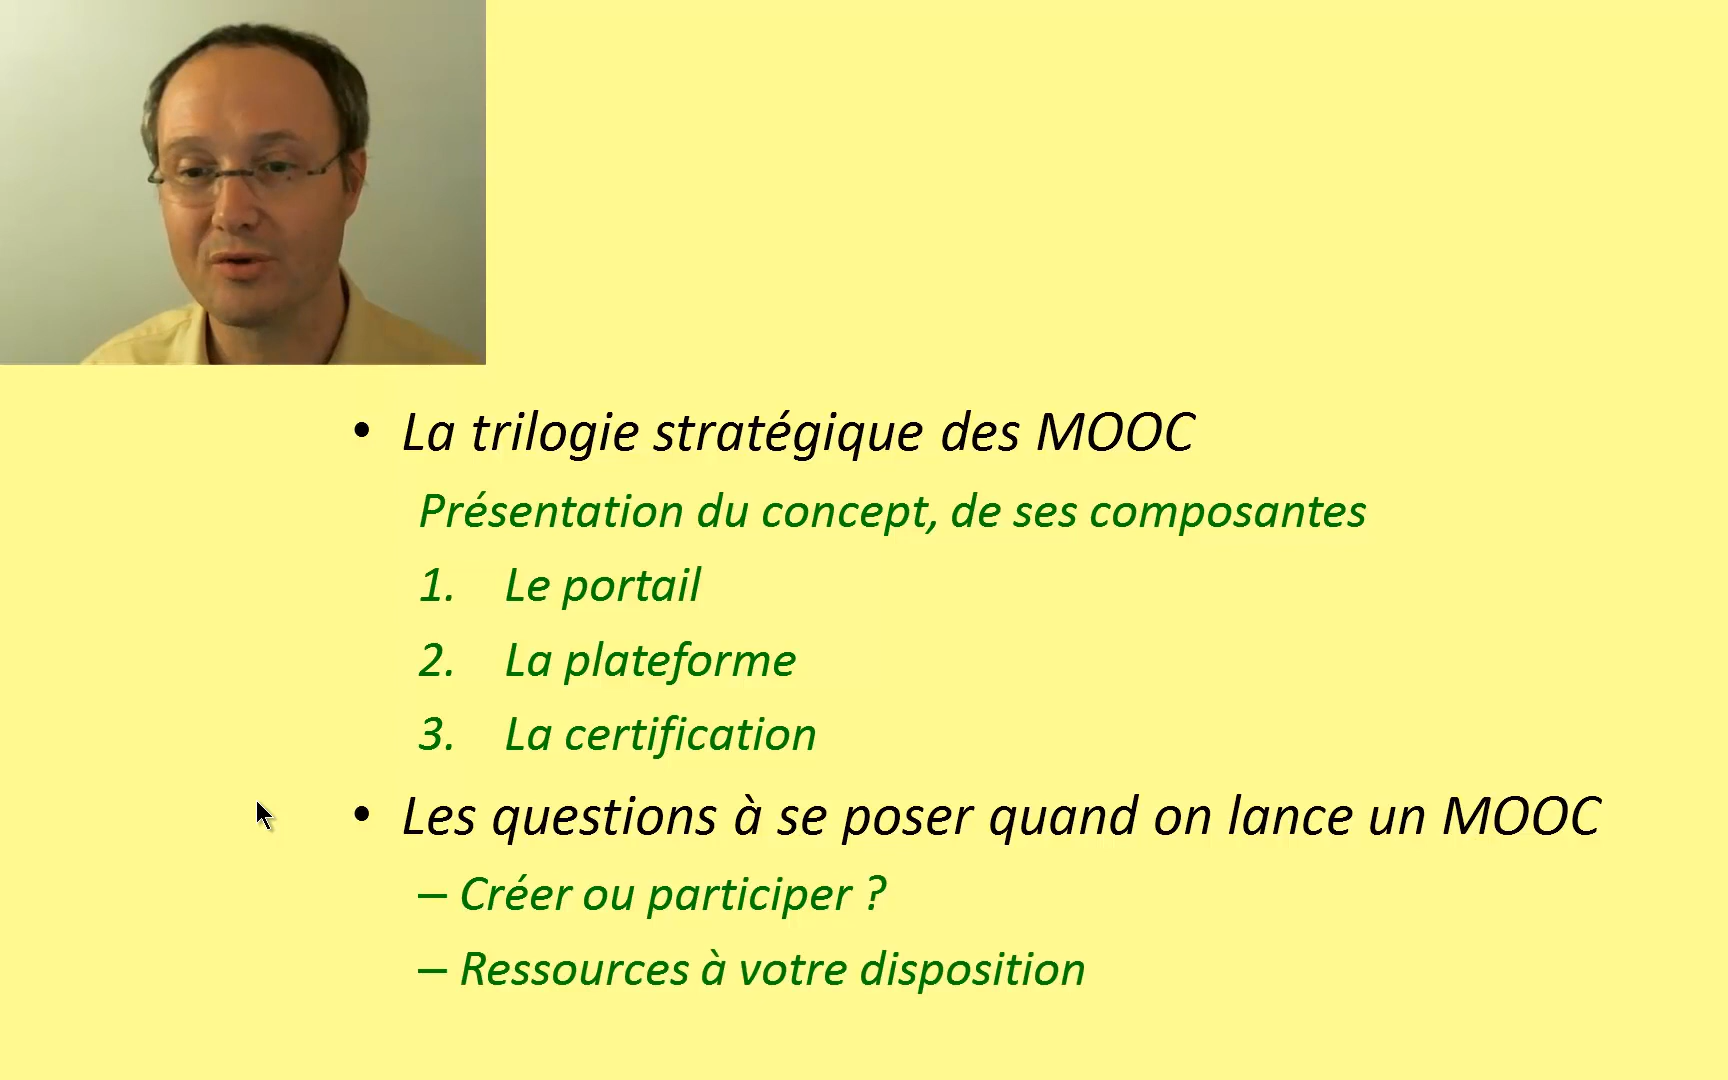 • La trilogie stratégique des MOOC
Présentation du concept, de ses composantes
1. Le portail
2. La plateforme
3. La certification
• Les questions à se poser quand on lance un MOOC
– Créer ou participer ?
– Ressources à votre disposition